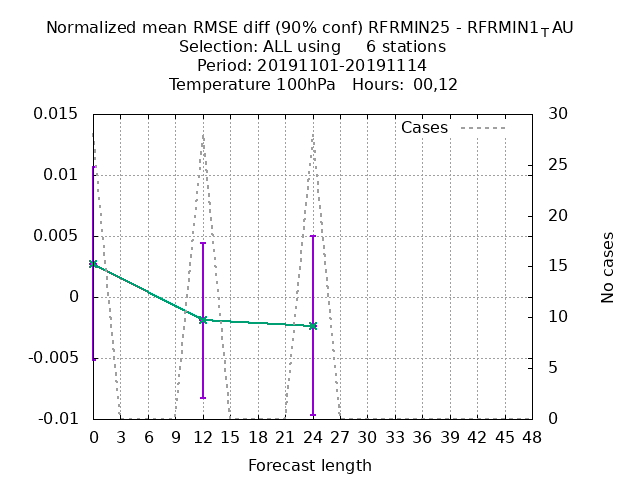 Normalized mean RMSE diff (90% conf) RFRMIN25 - RFRMIN1TAU
Selection: ALL using     6 stations
Period: 20191101-20191114
Temperature 100hPa   Hours: 00,12
Cases
0.015
0.01
0.005
0
-0.005
-0.01
30
25
20
15
10
5
0
No cases
0 3 6 9 12 15 18 21 24 27 30 33 36 39 42 45 48
Forecast length